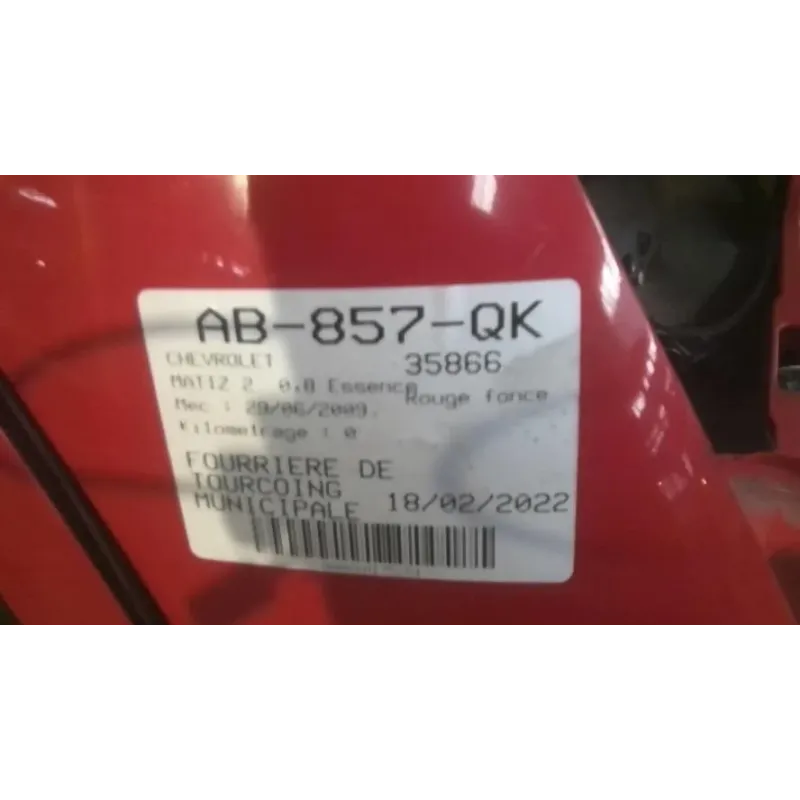 AB-857-QK
CHEVROLET 35866
MATIZ 2 0.8 Essence Rouge fonce
Mec : 29/06/2009.
Kilometrage : 0
FOURRIERE DE
TOURCOING
MUNICIPALE 18/02/2022